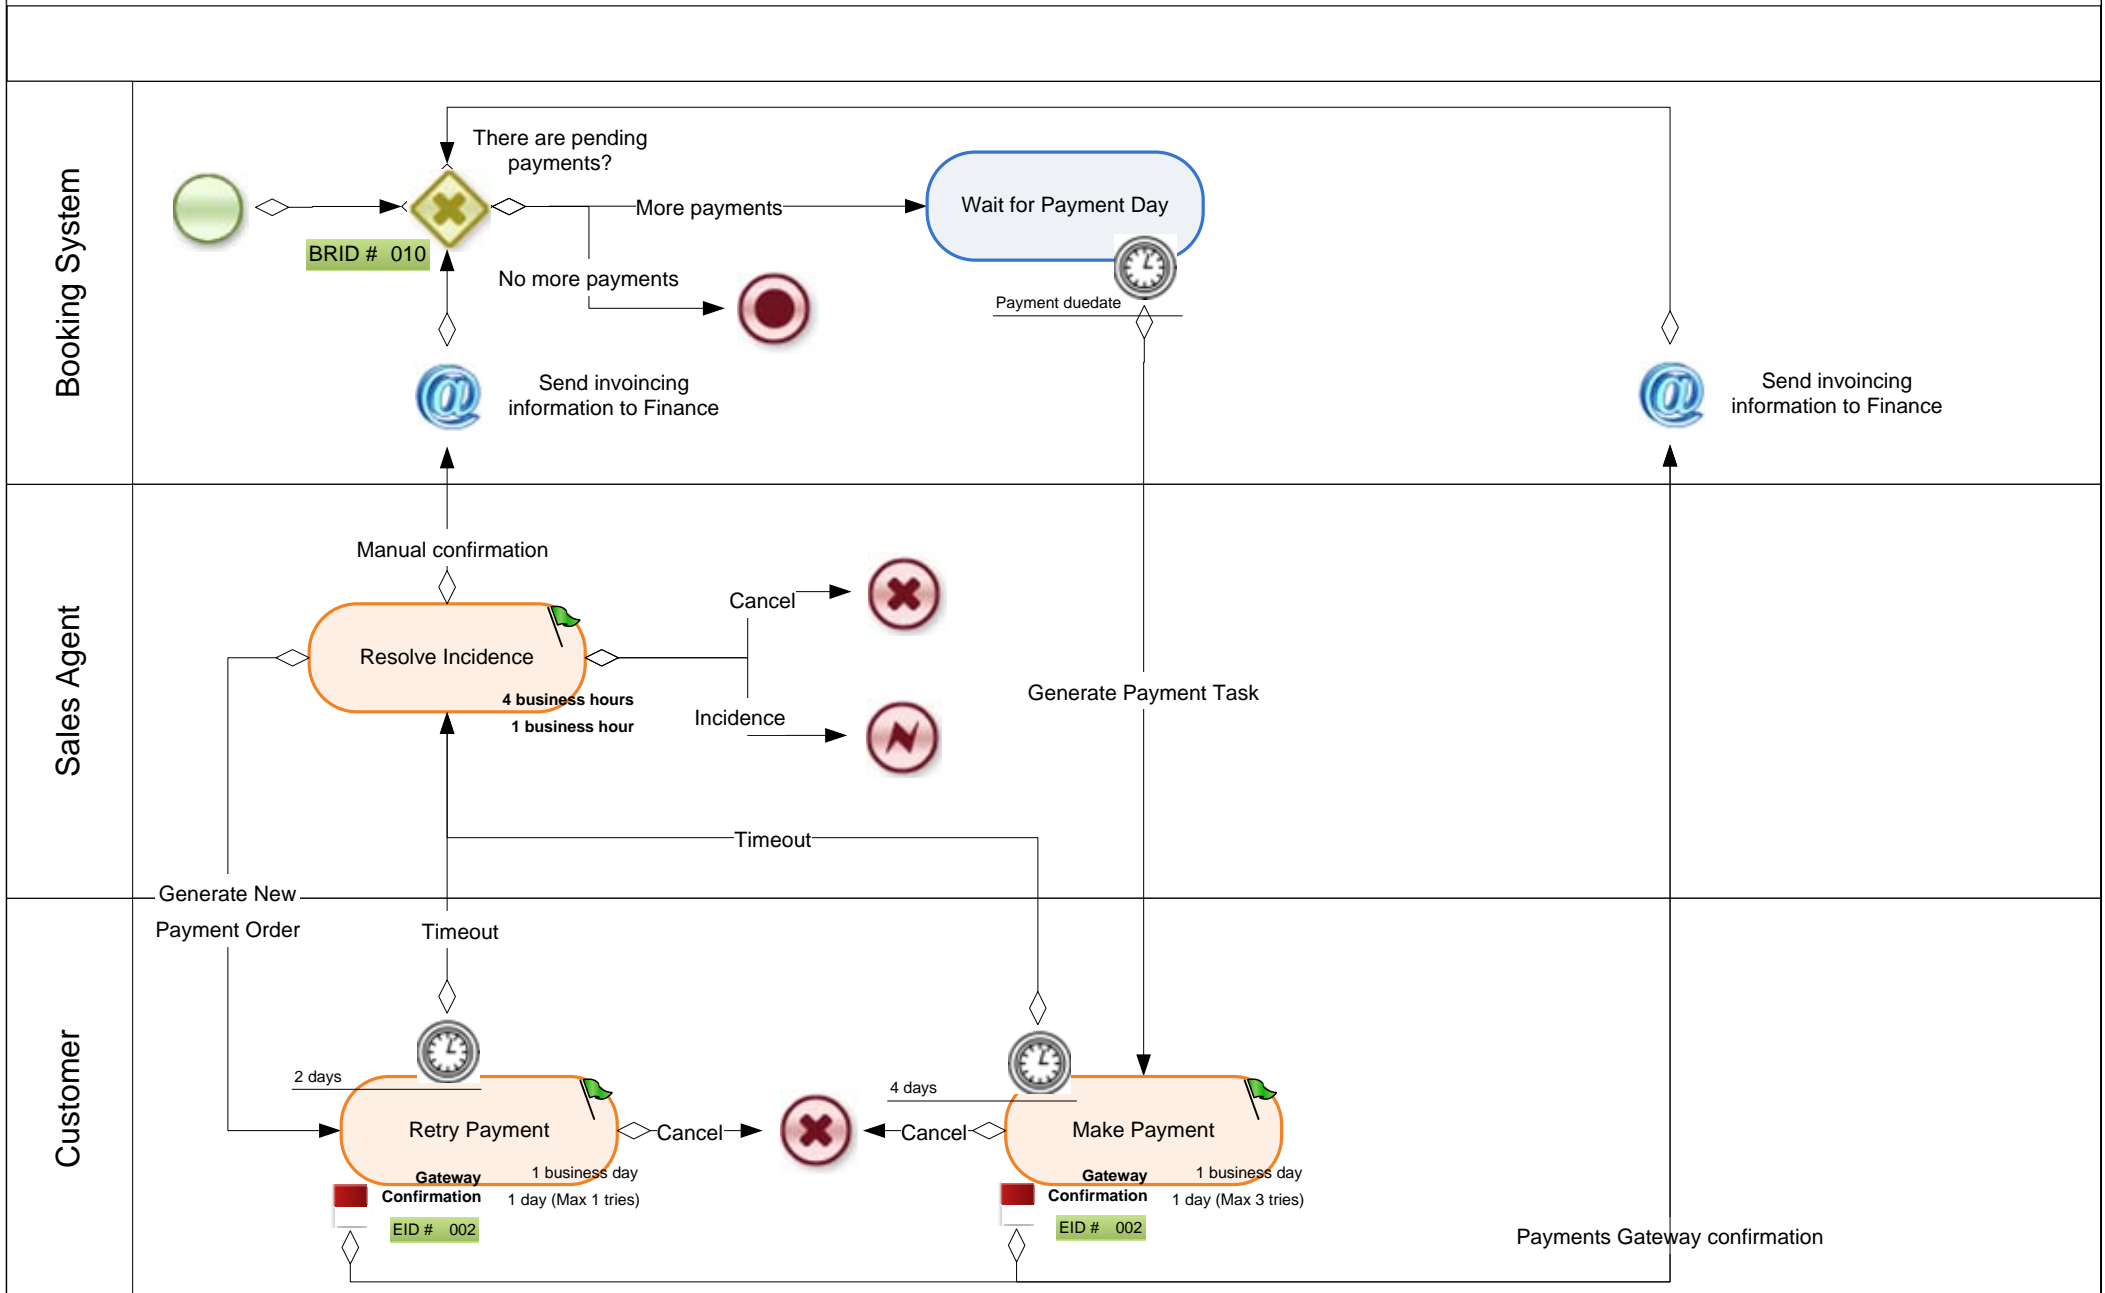 Booking System
There are pending
payments?
BRID #  010
More payments
No more payments
Wait for Payment Day
Payment duedate
Send invoincing
information to Finance
Send invoincing
information to Finance
Sales Agent
Manual confirmation
Resolve Incidence
4 business hours
1 business hour
Cancel
Incidence
Generate Payment Task
Timeout
Generate New
Payment Order
Customer
Timeout
2 days
Retry Payment
Gateway
Confirmation
EID #   002
1 business day
1 day (Max 1 tries)
Cancel
Cancel
4 days
Make Payment
Gateway
Confirmation
EID #   002
1 business day
1 day (Max 3 tries)
Payments Gateway confirmation